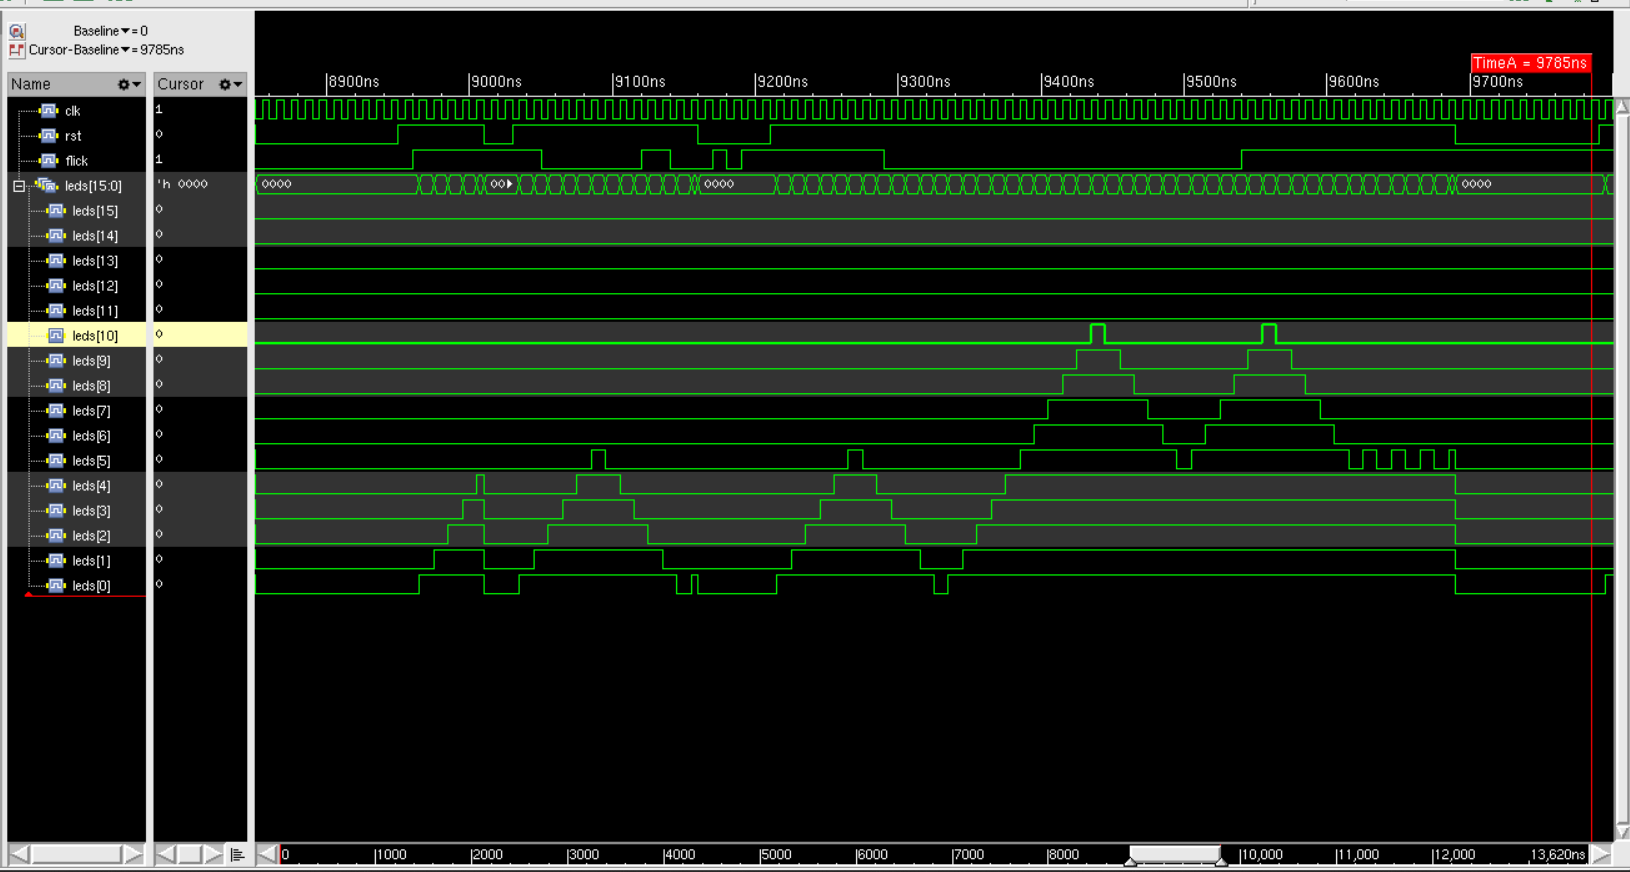 Baseline▼=0
Cursor-Baseline▼=9785ns
TimeA = 9785ns
Name Cursor |8900ns |9000ns |9100ns |9200ns |9300ns |9400ns |9500ns |9600ns |9700ns
clk 1
rst 0
flick 1
leds[15:0] 'h 0000 0000 00▶ 0000 0000
leds[15] 0
leds[14] 0
leds[13] 0
leds[12] 0
leds[11] 0
leds[10] 0
leds[9] 0
leds[8] 0
leds[7] 0
leds[6] 0
leds[5] 0
leds[4] 0
leds[3] 0
leds[2] 0
leds[1] 0
leds[0] 0
0 |1000 |2000 |3000 |4000 |5000 |6000 |7000 |8000 |10,000 |11,000 |12,000 13,620ns